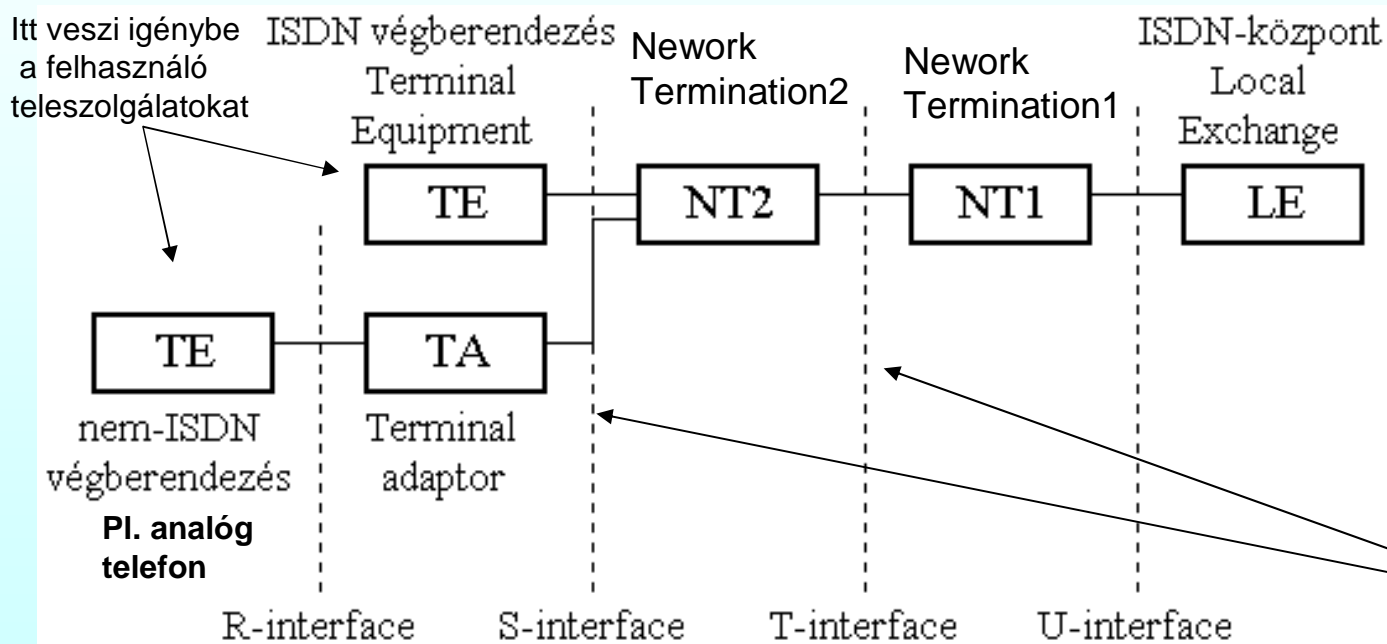 Itt veszi igénybe
a felhasználó
teleszolgálatokat
ISDN végberendezés
Terminal
Equipment
Nework
Termination2
Nework
Termination1
ISDN-központ
Local
Exchange
TE
NT2
NT1
LE
TE
TA
nem-ISDN
végberendezés
Pl. analóg
telefon
Terminal
adaptor
R-interface
S-interface
T-interface
U-interface